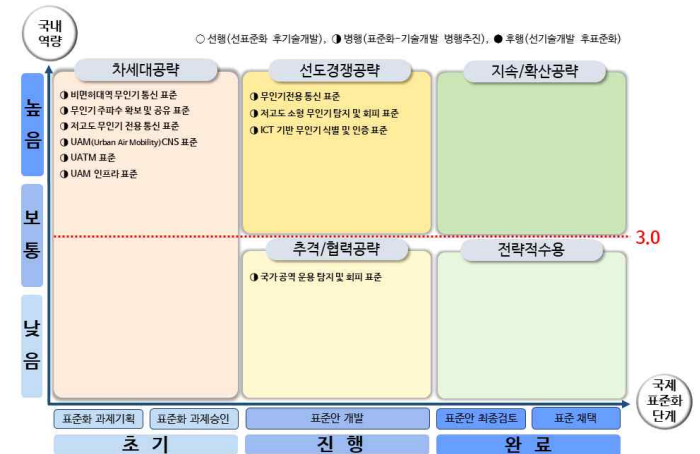 국내
역량
○ 선행(선표준화 후기술개발), ◑ 병행(표준화-기술개발 병행추진), ● 후행(선기술개발 후표준화)
차세대공략
선도경쟁공략
지속/확산공략
◑ 비면허대역 무인기 통신 표준
◑ 무인기 주파수 확보 및 공유 표준
◑ 저고도 무인기 전용 통신 표준
◑ UAM(Urban Air Mobility) CNS 표준
◑ UATM 표준
◑ UAM 인프라 표준
◑ 무인기전용 통신 표준
◑ 저고도 소형 무인기 탐지 및 회피 표준
◑ ICT 기반 무인기 식별 및 인증 표준
높음
보통
낮음
3.0
추격/협력공략
전략적수용
◑ 국가 공역 운용 탐지 및 회피 표준
국제
표준화
단계
표준화 과제기획
표준화 과제승인
표준안 개발
표준안 최종검토
표준 채택
초 기
진 행
완 료